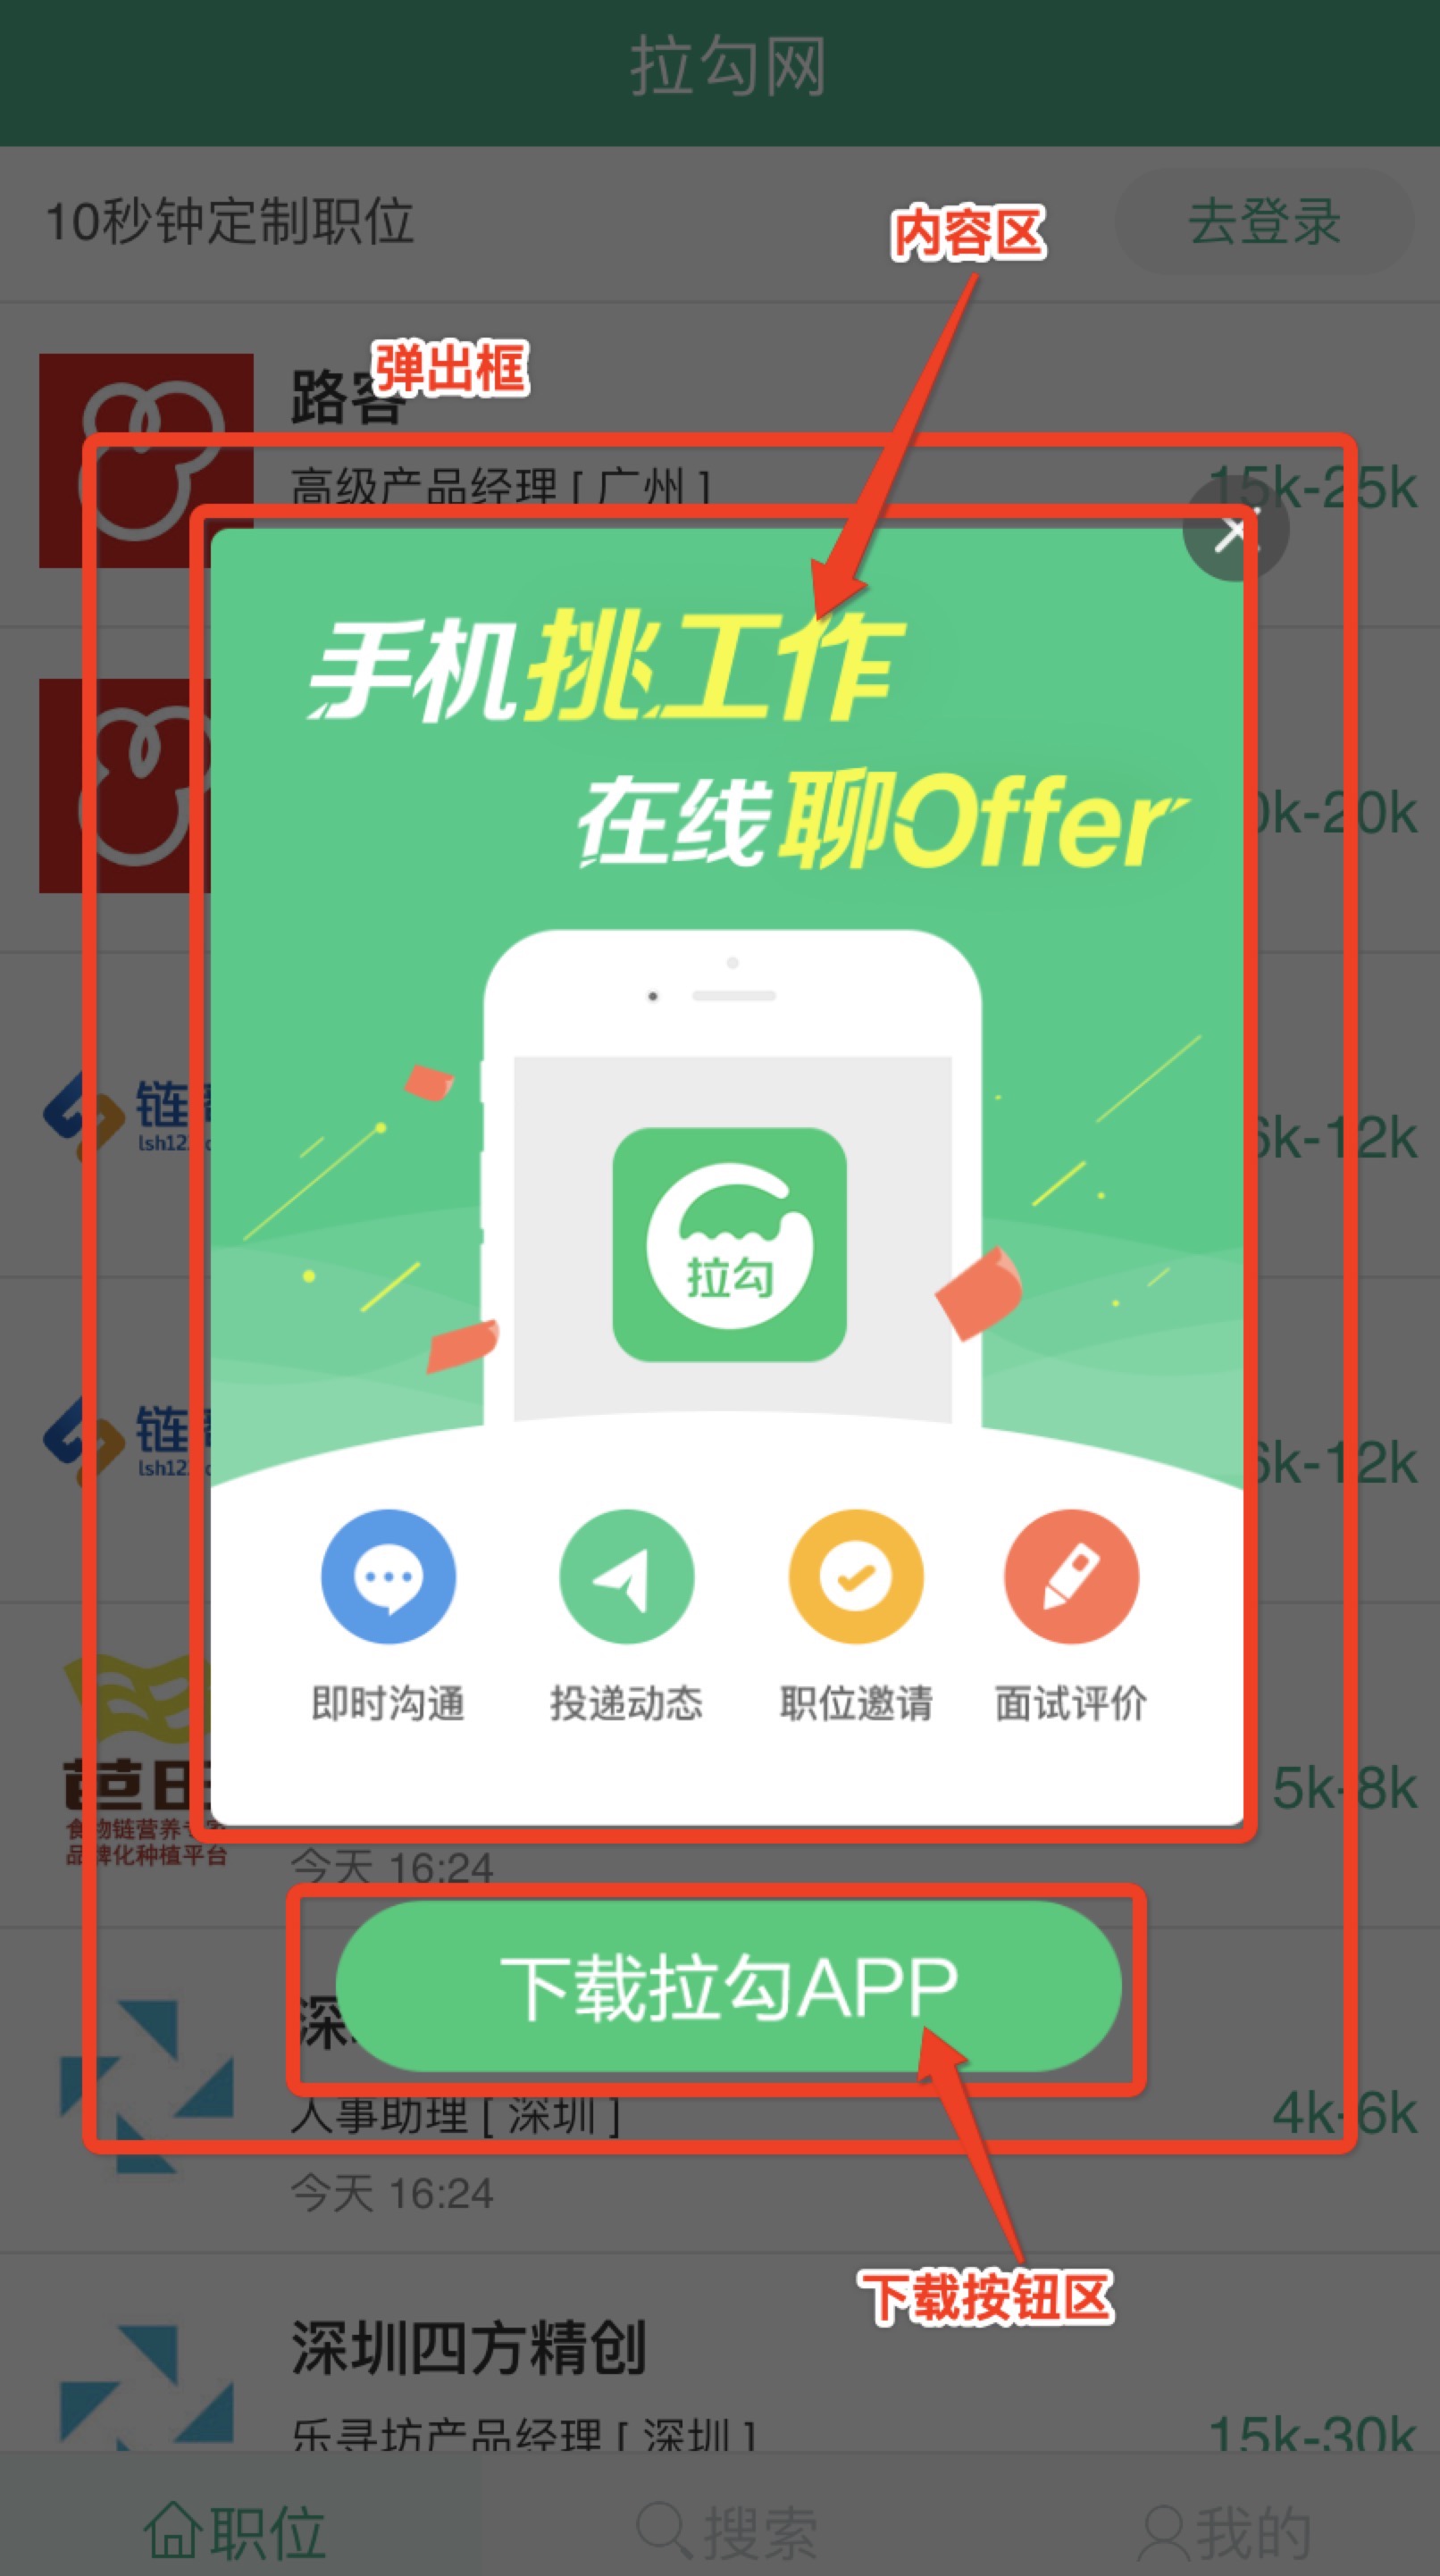 拉勾网
10秒钟定制职位
去登录
内容区
弹出框
路客
高级产品经理 [ 广州 ]
15k-25k
手机挑工作
在线聊Offer
0k-20k
链
lsh12
6k-12k
拉勾
链
lsh12
6k-12k
即时沟通
投递动态
职位邀请
面试评价
芭田
食物链营养专家
品牌化种植平台
5k-8k
今天 16:24
下载拉勾APP
深
人事助理 [ 深圳 ]
4k-6k
今天 16:24
下载按钮区
深圳四方精创
乐寻坊产品经理 [ 深圳 ]
15k-30k
职位
搜索
我的